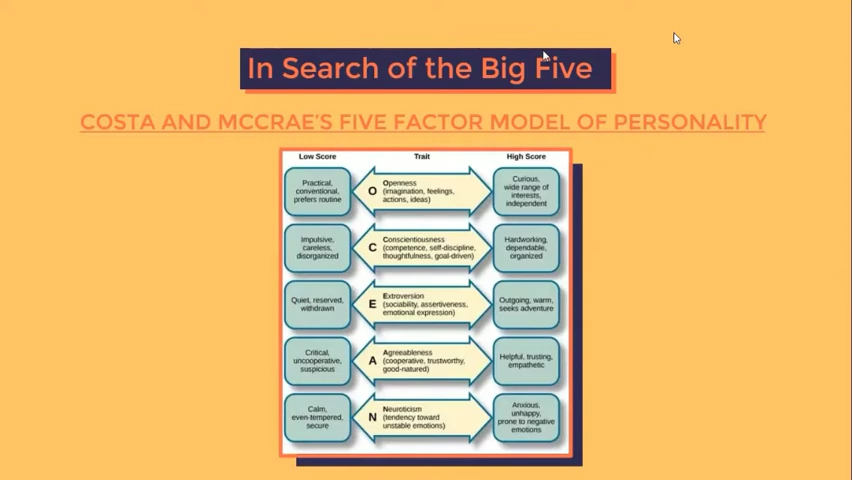 In Search of the Big Five
COSTA AND MCCRAE'S FIVE FACTOR MODEL OF PERSONALITY
Low Score Trait High Score
Practical,
conventional,
prefers routine
O
Openness
(imagination, feelings,
actions, ideas)
Curious,
wide range of
interests,
independent
Impulsive,
careless,
disorganized
C
Conscientiousness
(competence, self-discipline,
thoughtfulness, goal-driven)
Hardworking,
dependable,
organized
Quiet, reserved,
withdrawn
E
Extroversion
(sociability, assertiveness,
emotional expression)
Outgoing, warm,
seeks adventure
Critical,
uncooperative,
suspicious
A
Agreeableness
(cooperative, trustworthy,
good-natured)
Helpful, trusting,
empathetic
Calm,
even-tempered,
secure
N
Neuroticism
(tendency toward
unstable emotions)
Anxious,
unhappy,
prone to negative
emotions